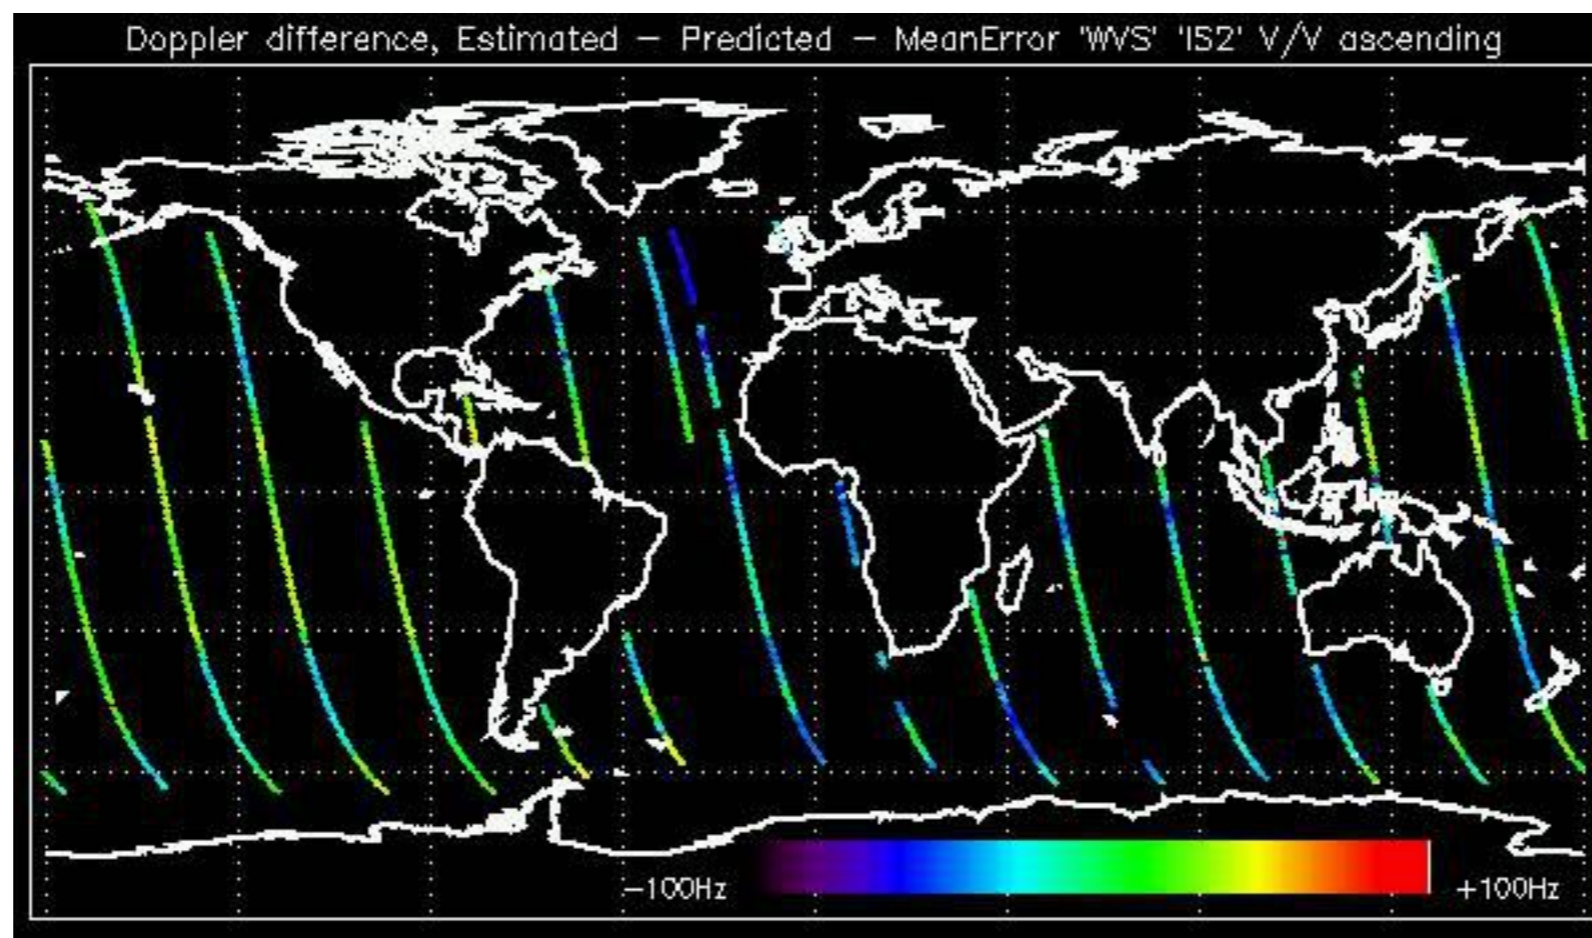 Doppler difference, Estimated – Predicted – MeanError 'WVS' 'IS2' V/V ascending
−100Hz +100Hz